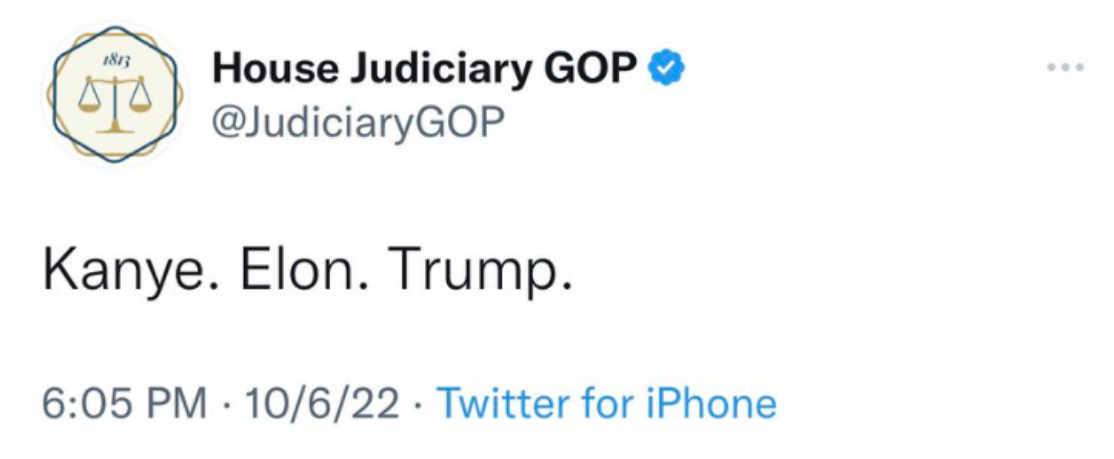 1813
House Judiciary GOP
@JudiciaryGOP
Kanye. Elon. Trump.
6:05 PM · 10/6/22 · Twitter for iPhone